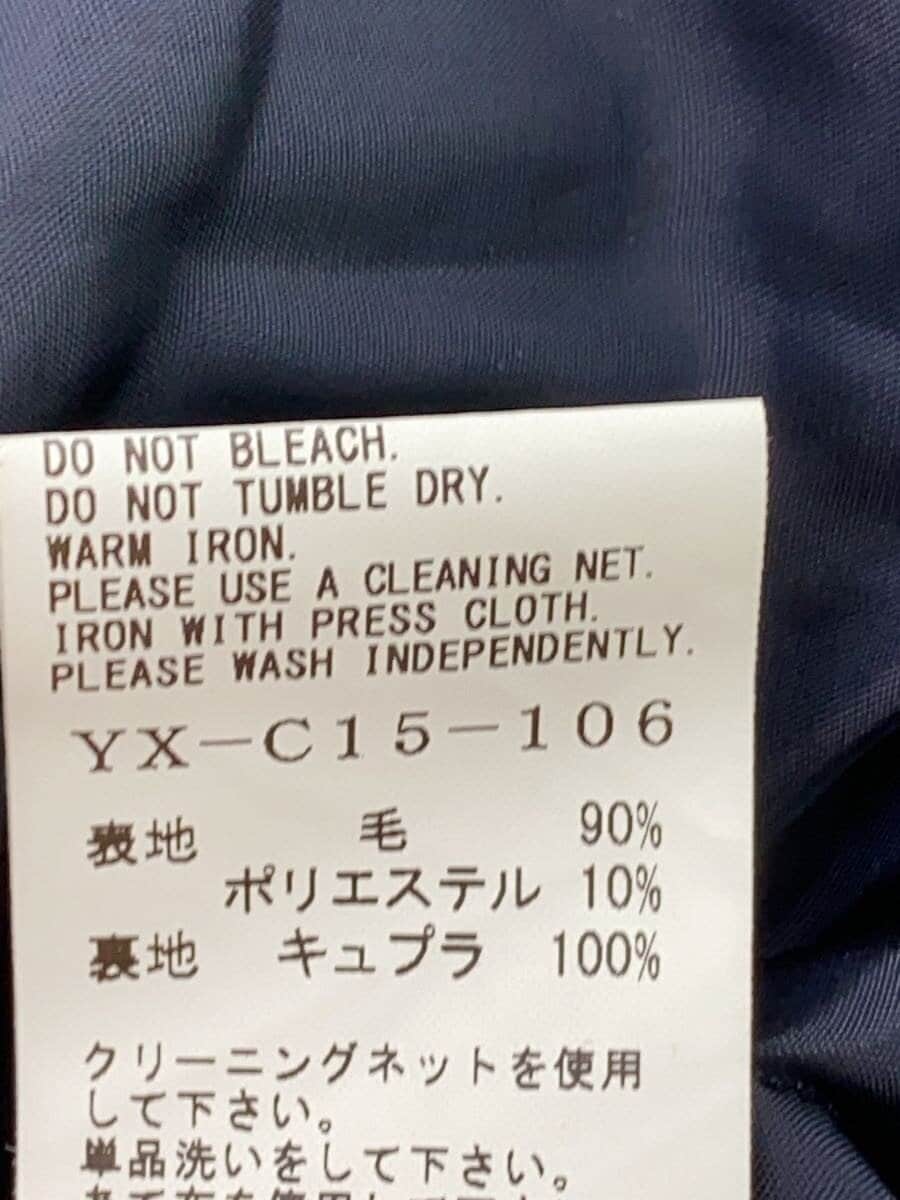 DO NOT BLEACH.
DO NOT TUMBLE DRY.
WARM IRON.
PLEASE USE A CLEANING NET.
IRON WITH PRESS CLOTH.
PLEASE WASH INDEPENDENTLY.
YX－C15－106
表地 毛 90%
ポリエステル 10%
裏地 キュプラ 100%
クリーニングネットを使用
して下さい。
単品洗いをして下さい。